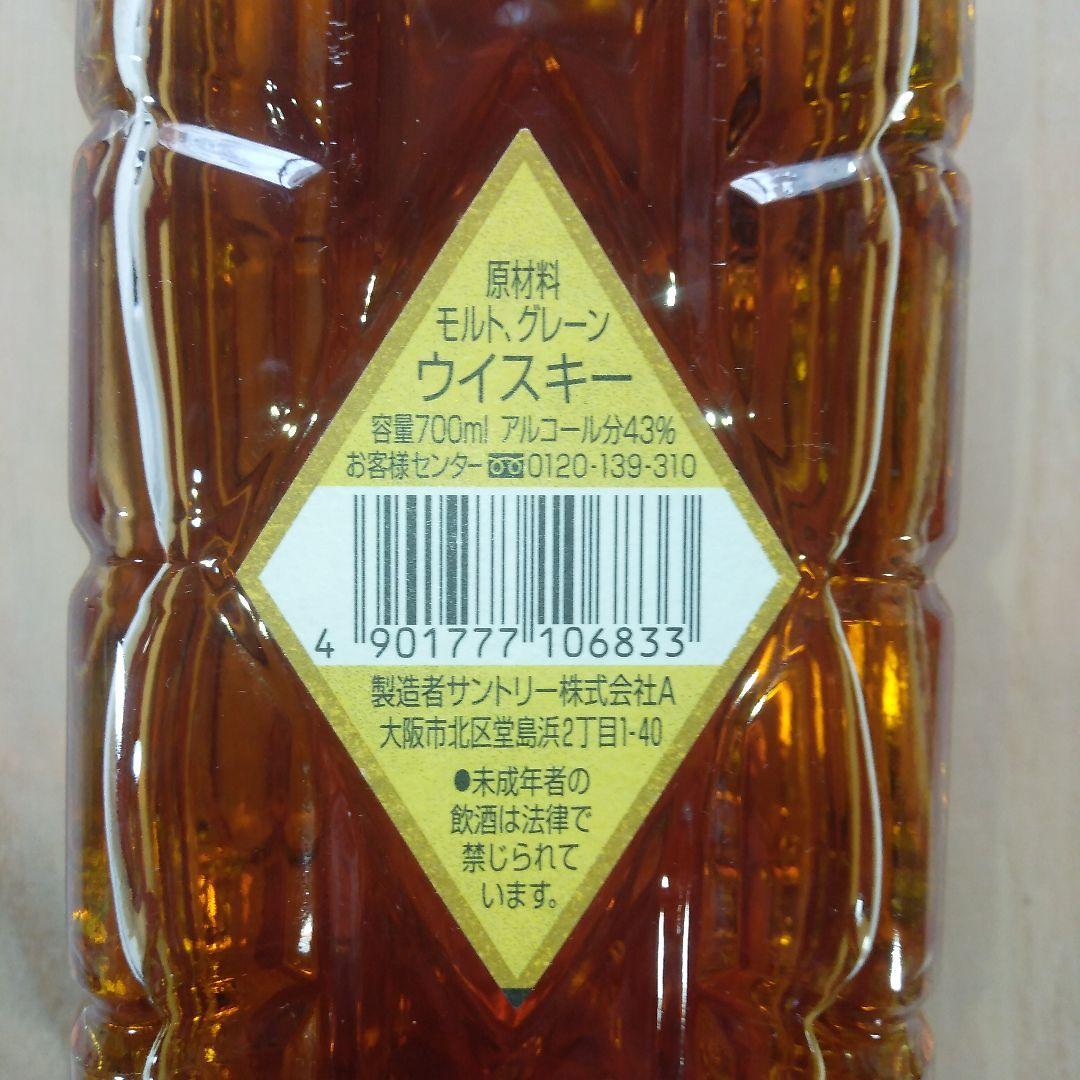 原材料
モルト、グレーン
ウイスキー
容量700ml アルコール分43%
お客様センター 0120-139-310
4 901777 106833
製造者サントリー株式会社A
大阪市北区堂島浜2丁目1-40
●未成年者の
飲酒は法律で
禁じられて
います。